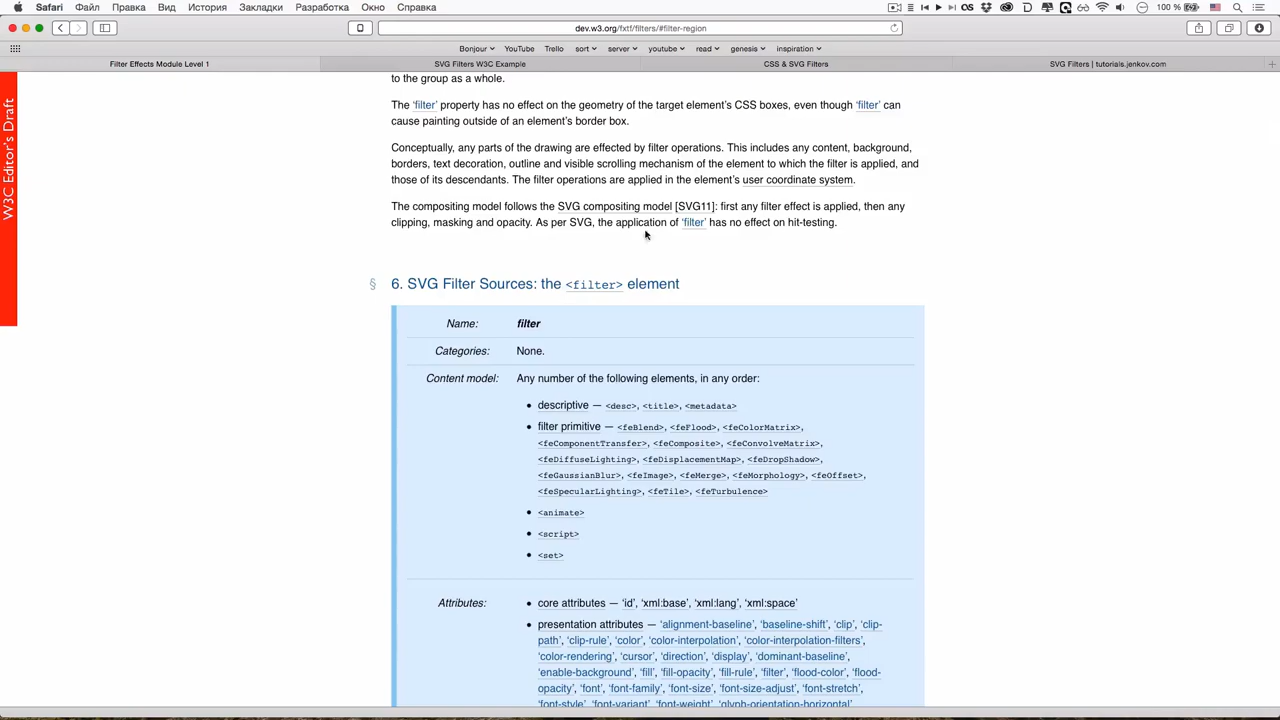 Safari Файл Правка Вид История Закладки Разработка Окно Справка 100 %
dev.w3.org/fxtf/filters/#filter-region
Bonjour YouTube Trello sort server youtube read genesis inspiration
Filter Effects Module Level 1 SVG Filters W3C Example CSS & SVG Filters SVG Filters | tutorials.jenkov.com
W3C Editor's Draft
to the group as a whole.
The ‘filter’ property has no effect on the geometry of the target element’s CSS boxes, even though ‘filter’ can
cause painting outside of an element’s border box.
Conceptually, any parts of the drawing are effected by filter operations. This includes any content, background,
borders, text decoration, outline and visible scrolling mechanism of the element to which the filter is applied, and
those of its descendants. The filter operations are applied in the element’s user coordinate system.
The compositing model follows the SVG compositing model [SVG11]: first any filter effect is applied, then any
clipping, masking and opacity. As per SVG, the application of ‘filter’ has no effect on hit-testing.
§ 6. SVG Filter Sources: the <filter> element
Name: filter
Categories: None.
Content model: Any number of the following elements, in any order:
• descriptive — <desc>, <title>, <metadata>
• filter primitive — <feBlend>, <feFlood>, <feColorMatrix>,
<feComponentTransfer>, <feComposite>, <feConvolveMatrix>,
<feDiffuseLighting>, <feDisplacementMap>, <feDropShadow>,
<feGaussianBlur>, <feImage>, <feMerge>, <feMorphology>, <feOffset>,
<feSpecularLighting>, <feTile>, <feTurbulence>
• <animate>
• <script>
• <set>
Attributes: • core attributes — ‘id’, ‘xml:base’, ‘xml:lang’, ‘xml:space’
• presentation attributes — ‘alignment-baseline’, ‘baseline-shift’, ‘clip’, ‘clip-
path’, ‘clip-rule’, ‘color’, ‘color-interpolation’, ‘color-interpolation-filters’,
‘color-rendering’, ‘cursor’, ‘direction’, ‘display’, ‘dominant-baseline’,
‘enable-background’, ‘fill’, ‘fill-opacity’, ‘fill-rule’, ‘filter’, ‘flood-color’, ‘flood-
opacity’, ‘font’, ‘font-family’, ‘font-size’, ‘font-size-adjust’, ‘font-stretch’,
‘font-style’, ‘font-variant’, ‘font-weight’, ‘glyph-orientation-horizontal’